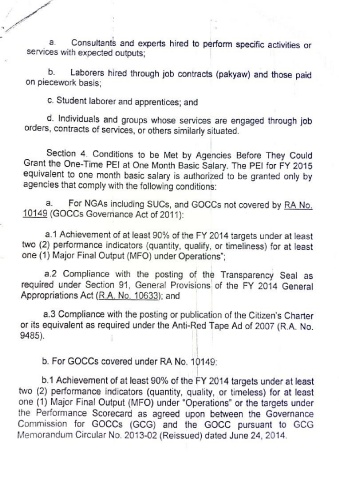 a. Consultants and experts hired to perform specific activities or
services with expected outputs;
b. Laborers hired through job contracts (pakyaw) and those paid
on piecework basis;
c. Student laborer and apprentices; and
d. Individuals and groups whose services are engaged through job
orders, contracts of services, or others similarly situated.
Section 4. Conditions to be Met by Agencies Before They Could
Grant the One-Time PEI at One Month Basic Salary. The PEI for FY 2015
equivalent to one month basic salary is authorized to be granted only by
agencies that comply with the following conditions:
a. For NGAs including SUCs, and GOCCs not covered by RA No.
10149 (GOCCs Governance Act of 2011):
a.1 Achievement of at least 90% of the FY 2014 targets under at least
two (2) performance indicators (quantity, qualify, or timeliness) for at least
one (1) Major Final Output (MFO) under Operations";
a.2 Compliance with the posting of the Transparency Seal as
required under Section 91, General Provisions of the FY 2014 General
Appropriations Act (R.A. No. 10633); and
a.3 Compliance with the posting or publication of the Citizen's Charter
or its equivalent as required under the Anti-Red Tape Ad of 2007 (R.A. No.
9485).
b. For GOCCs covered under RA No. 10149:
b.1 Achievement of at least 90% of the FY 2014 targets under at least
two (2) performance indicators (quantity, quality, or timeless) for at least
one (1) Major Final Output (MFO) under "Operations" or the targets under
the Performance Scorecard as agreed upon between the Governance
Commission for GOCCs (GCG) and the GOCC pursuant to GCG
Memorandum Circular No. 2013-02 (Reissued) dated June 24, 2014.